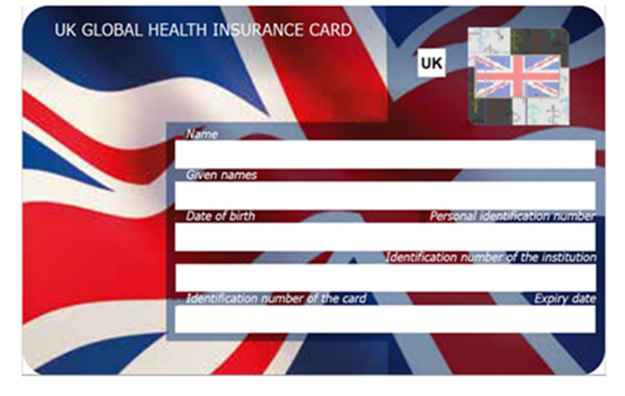 UK GLOBAL HEALTH INSURANCE CARD
UK
Name
Given names
Date of birth Personal identification number
Identification number of the institution
Identification number of the card Expiry date